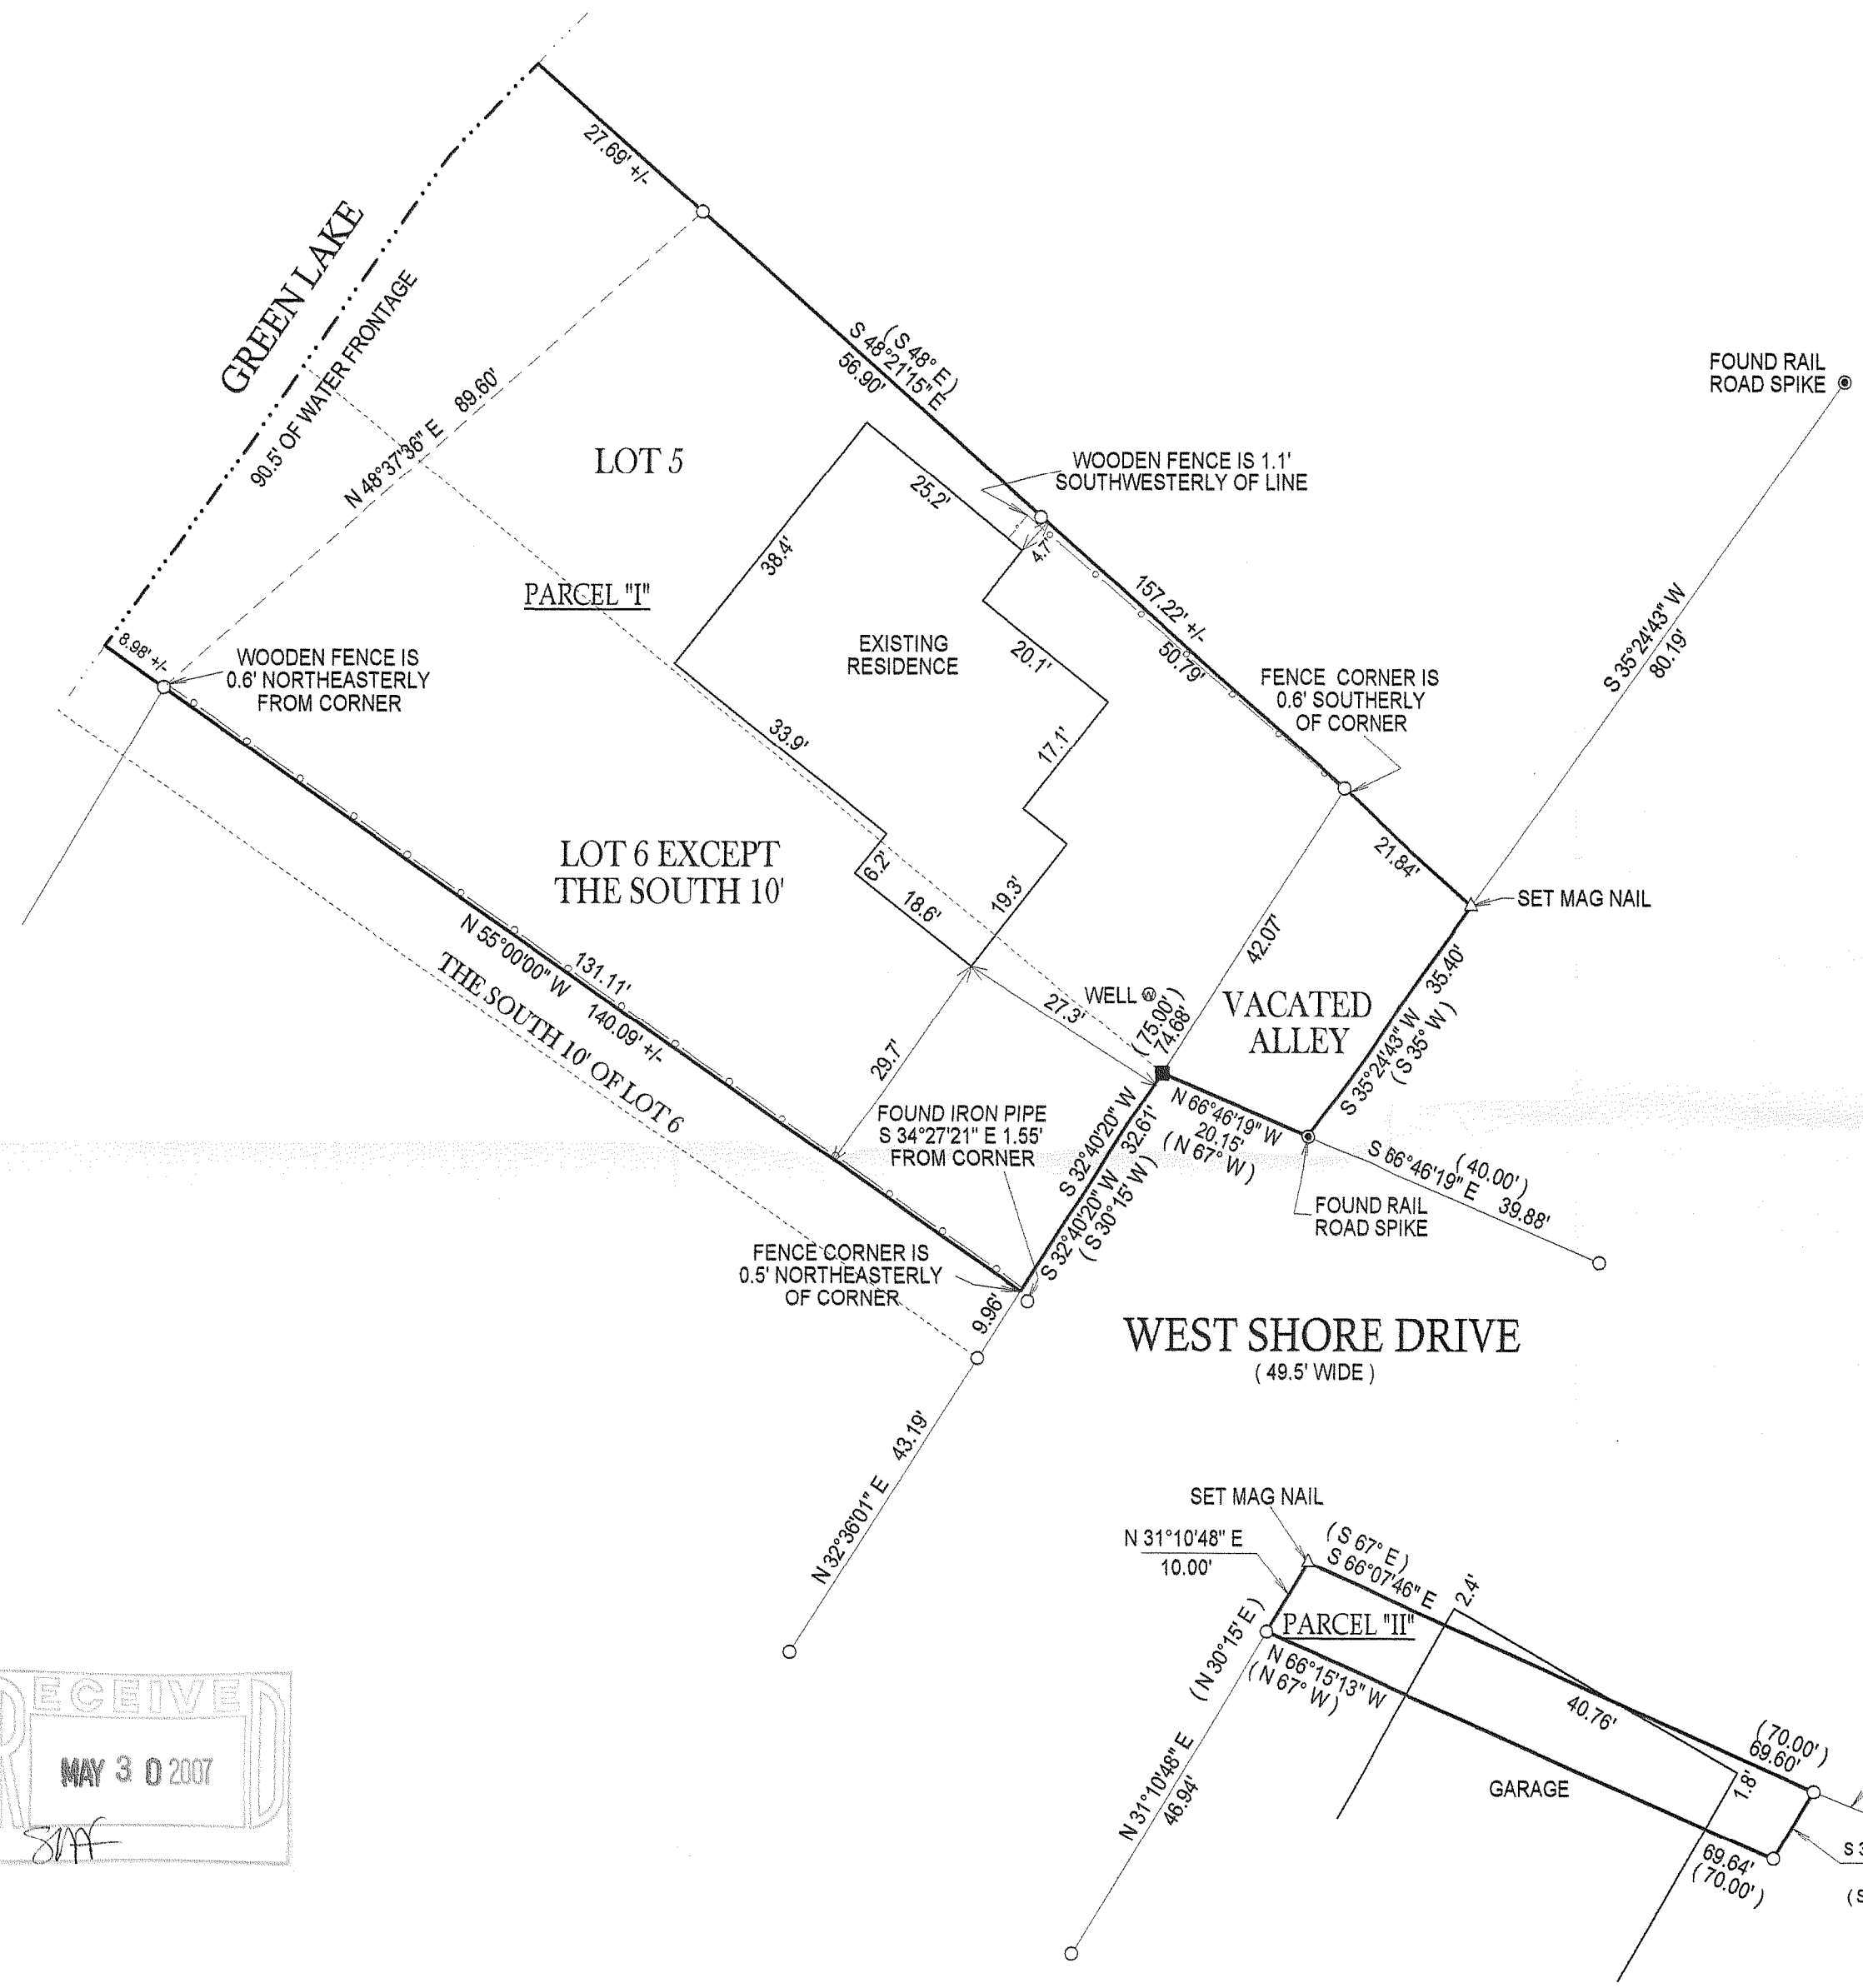 27.69' +/-
GREEN LAKE
90.5' OF WATER FRONTAGE
N 48°37'36" E 89.60'
( S 48° E )
S 48°21'15" E
56.90'
FOUND RAIL
ROAD SPIKE
LOT 5
WOODEN FENCE IS 1.1'
SOUTHWESTERLY OF LINE
25.2'
4.7'
38.4'
PARCEL "I"
157.22' +/-
50.79'
S 35°24'43" W
80.19'
8.98' +/-
WOODEN FENCE IS
0.6' NORTHEASTERLY
FROM CORNER
EXISTING
RESIDENCE
20.1'
FENCE CORNER IS
0.6' SOUTHERLY
OF CORNER
33.9'
17.1'
LOT 6 EXCEPT
THE SOUTH 10'
6.2'
18.6'
19.3'
21.84'
SET MAG NAIL
42.07'
N 55°00'00" W
131.11'
140.09' +/-
THE SOUTH 10' OF LOT 6
27.3'
WELL W
( 75.00' )
74.68'
VACATED
ALLEY
35.40'
S 35°24'43" W
( S 35° W )
29.7'
FOUND IRON PIPE
S 34°27'21" E 1.55'
FROM CORNER
S 32°40'20" W
S 32°40'20" W 32.61'
( S 30°15' W )
N 66°46'19" W
20.15'
( N 67° W )
( 40.00' )
S 66°46'19" E 39.88'
FOUND RAIL
ROAD SPIKE
FENCE CORNER IS
0.5' NORTHEASTERLY
OF CORNER
9.96'
WEST SHORE DRIVE
( 49.5' WIDE )
N 32°36'01" E 43.19'
SET MAG NAIL
N 31°10'48" E
10.00'
( S 67° E )
S 66°07'46" E
2.4'
( N 30°15' E )
PARCEL "II"
N 66°15'13" W
( N 67° W )
40.76'
( 70.00' )
69.60'
1.8'
N 31°10'48" E
46.94'
GARAGE
69.64'
( 70.00' )
S 3
( S
RECEIVED
MAY 30 2007